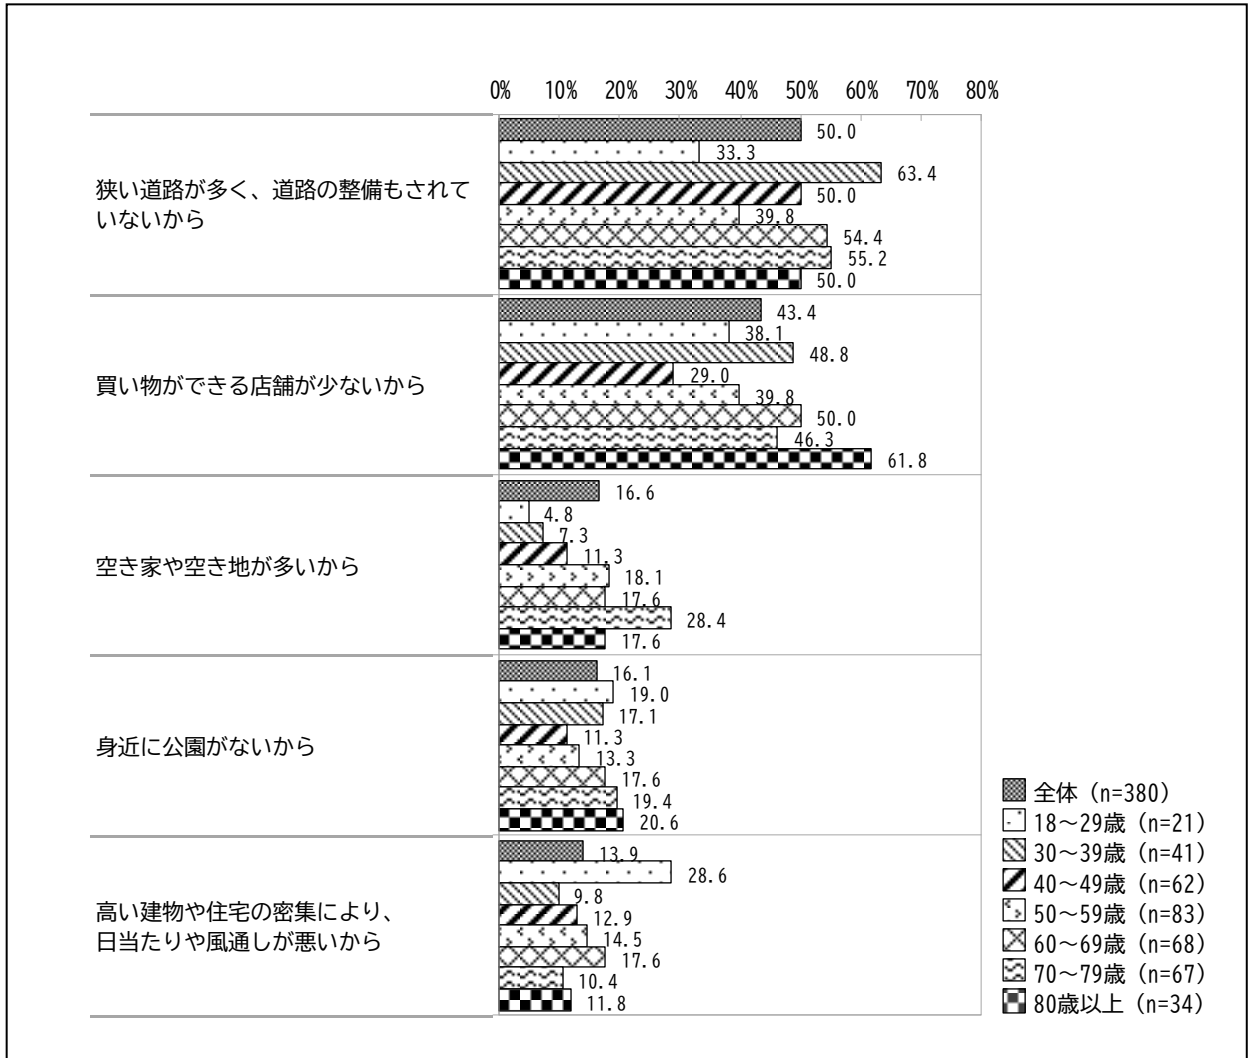 0% 10% 20% 30% 40% 50% 60% 70% 80%
狭い道路が多く、道路の整備もされて
いないから
50.0
33.3
63.4
50.0
39.8
54.4
55.2
50.0
買い物ができる店舗が少ないから
43.4
38.1
48.8
29.0
39.8
50.0
46.3
61.8
空き家や空き地が多いから
16.6
4.8
7.3
11.3
18.1
17.6
28.4
17.6
身近に公園がないから
16.1
19.0
17.1
11.3
13.3
17.6
19.4
20.6
高い建物や住宅の密集により、
日当たりや風通しが悪いから
13.9
28.6
9.8
12.9
14.5
17.6
10.4
11.8
全体（n=380）
18～29歳（n=21）
30～39歳（n=41）
40～49歳（n=62）
50～59歳（n=83）
60～69歳（n=68）
70～79歳（n=67）
80歳以上（n=34）